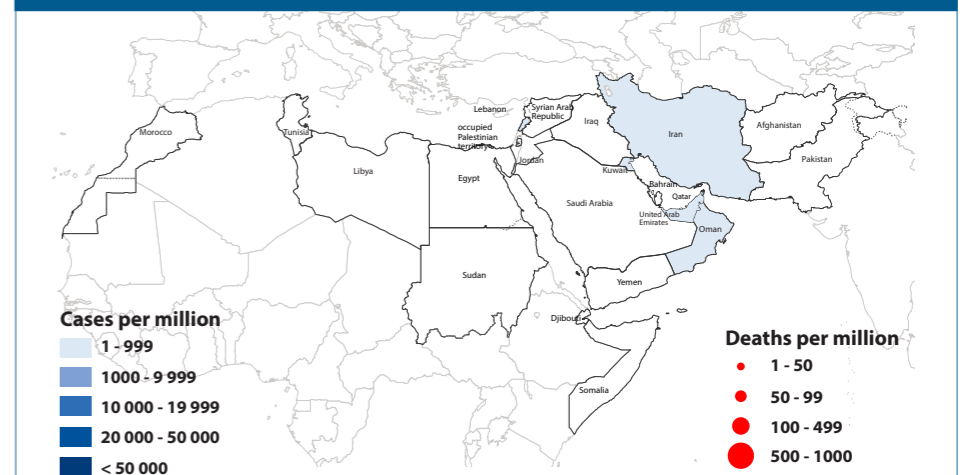 Lebanon
Syrian Arab
Republic
Morocco
Tunisia
occupied
Palestinian
territory
Iraq
Iran
Afghanistan
Jordan
Pakistan
Libya
Egypt
Kuwait
Bahrain
Qatar
Saudi Arabia
United Arab
Emirates
Oman
Sudan
Yemen
Djibouti
Somalia
Cases per million
1 - 999
1000 - 9 999
10 000 - 19 999
20 000 - 50 000
< 50 000
Deaths per million
1 - 50
50 - 99
100 - 499
500 - 1000